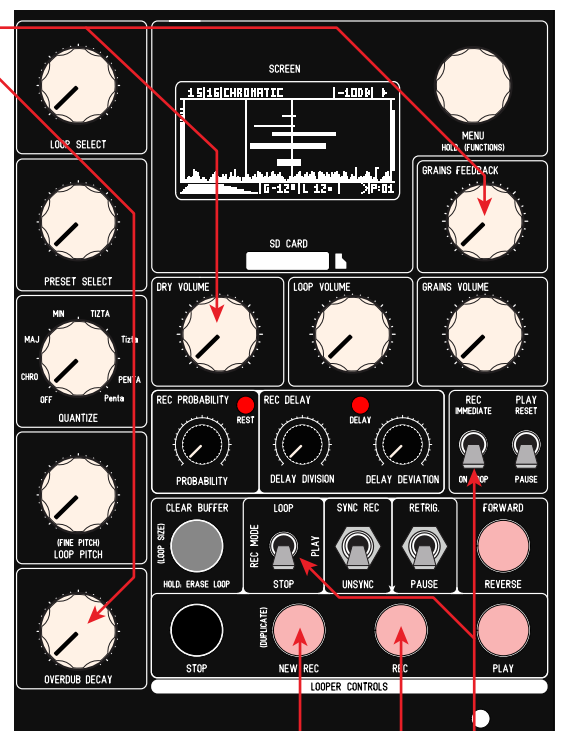 SCREEN
15|16|CHROMATIC
LOOP SELECT
MENU
HOLD: (FUNCTIONS)
GRAINS FEEDBACK
|G-12
|L 12
P:01
SD CARD
PRESET SELECT
DRY VOLUME
LOOP VOLUME
GRAINS VOLUME
MIN
TIZTA
MAJ
Tizta
CHRO
PENTA
OFF
Penta
QUANTIZE
REC PROBABILITY
REST
PROBABILITY
REC DELAY
DELAY
DELAY DIVISION
DELAY DEVIATION
REC
IMMEDIATE
PLAY
RESET
PAUSE
(FINE PITCH)
LOOP PITCH
CLEAR BUFFER
(LOOP SIZE)
HOLD: ERASE LOOP
LOOP
REC MODE
PLAY
STOP
SYNC REC
UNSYNC
RETRIG.
PAUSE
FORWARD
REVERSE
OVERDUB DECAY
STOP
(DUPLICATE)
NEW REC
REC
PLAY
LOOPER CONTROLS